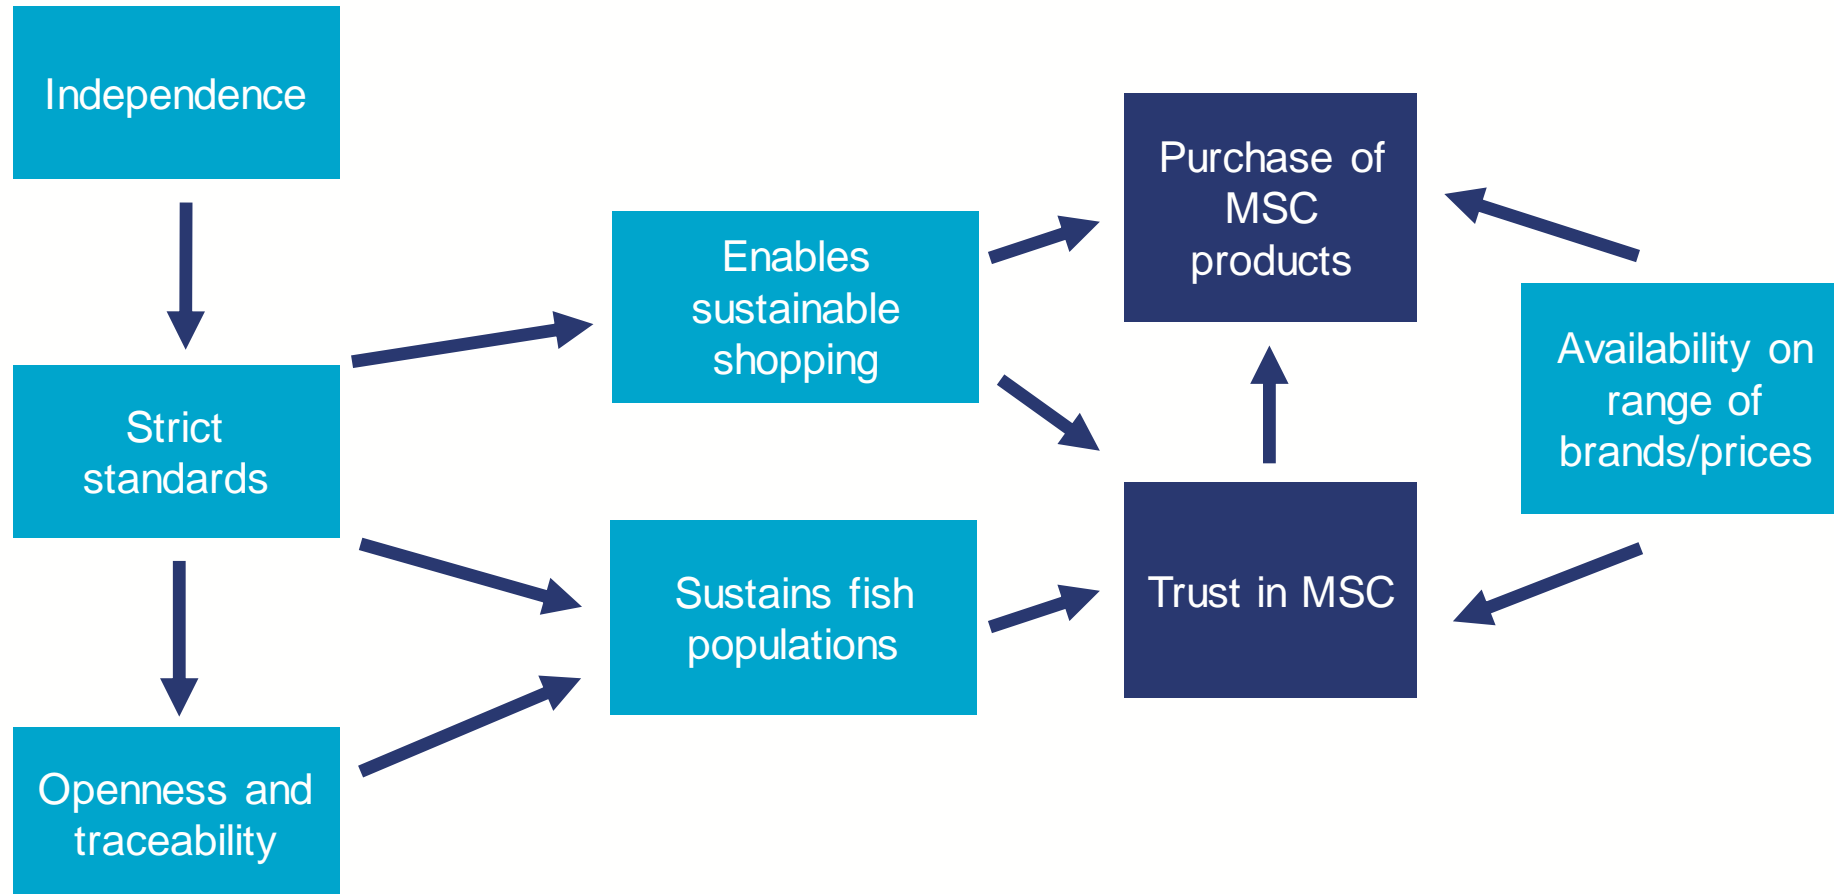 Independence
Strict
standards
Openness and
traceability
Enables
sustainable
shopping
Sustains fish
populations
Purchase of
MSC
products
Trust in MSC
Availability on
range of
brands/prices